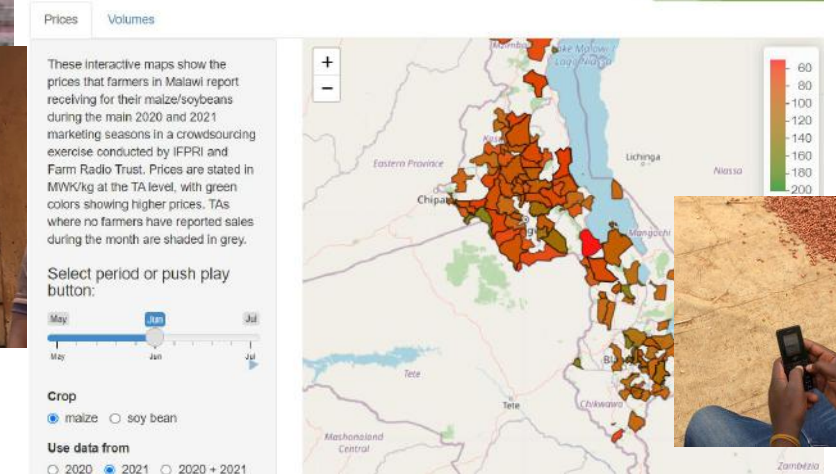 Prices Volumes
These interactive maps show the
prices that farmers in Malawi report
receiving for their maize/soybeans
during the main 2020 and 2021
marketing seasons in a crowdsourcing
exercise conducted by IFPRI and
Farm Radio Trust. Prices are stated in
MWK/kg at the TA level, with green
colors showing higher prices. TAs
where no farmers have reported sales
during the month are shaded in grey.
Select period or push play
button:
May Jun Jul
May Jun Jul
Crop
maize soy bean
Use data from
2020 2021 2020 + 2021
+
−
Mzimba
Lake Malawi
Lago Niassa
Eastern Province
Lichinga
Niassa
Chipa
Mangochi
Tete
Tete
Chikwawa
Mashonaland
Central
Zambézia
60
80
100
120
140
160
180
200